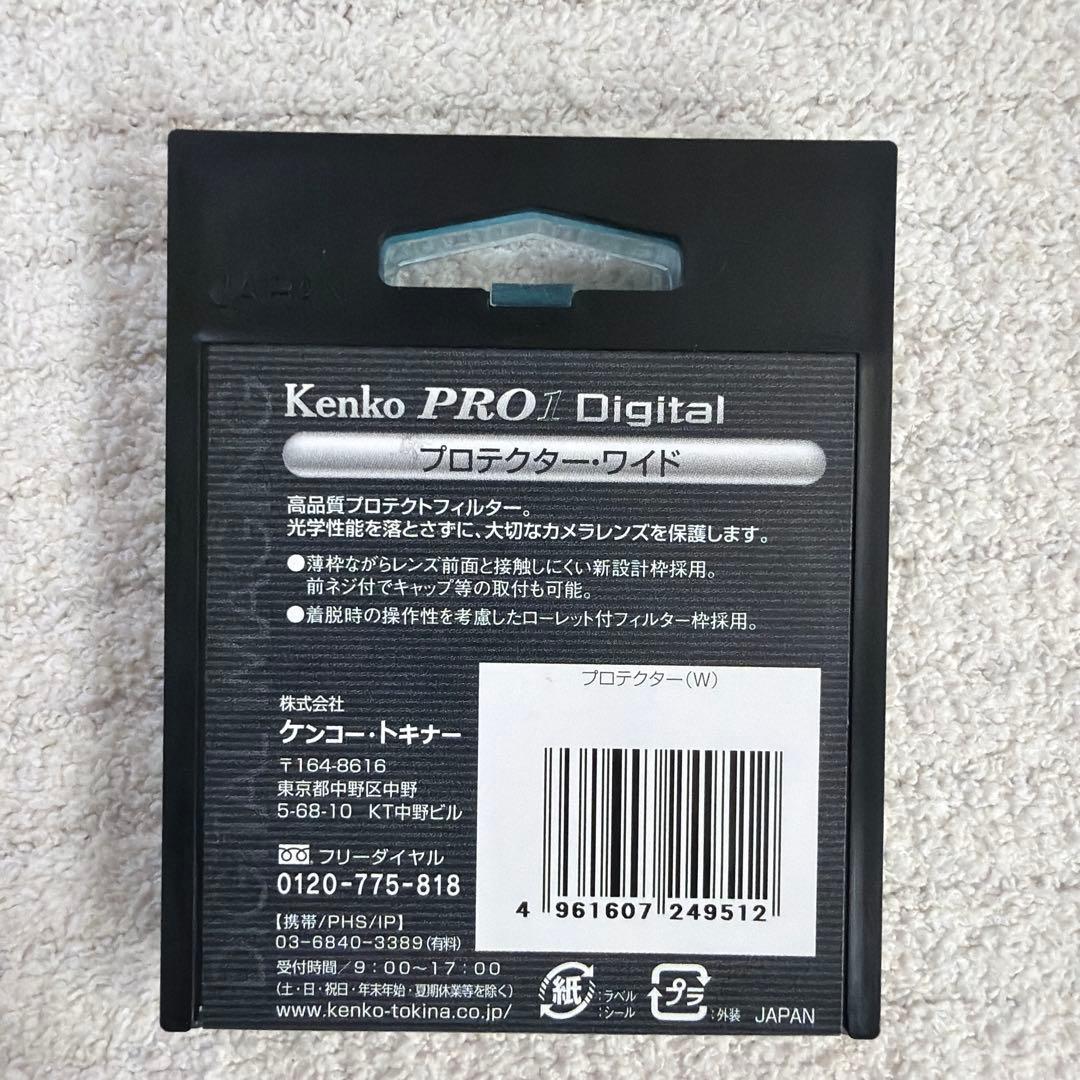 Kenko PRO1 Digital
プロテクター・ワイド
高品質プロテクトフィルター。
光学性能を落とさずに、大切なカメラレンズを保護します。
●薄枠ながらレンズ前面と接触しにくい新設計枠採用。
前ネジ付でキャップ等の取付も可能。
●着脱時の操作性を考慮したローレット付フィルター枠採用。
株式会社
ケンコー・トキナー
〒164-8616
東京都中野区中野
5-68-10 KT中野ビル
フリーダイヤル
0120-775-818
【携帯/PHS/IP】
03-6840-3389(有料)
受付時間/9:00〜17:00
(土・日・祝日・年末年始・夏期休業等を除く)
www.kenko-tokina.co.jp/
プロテクター(W)
4 961607 249512
紙 :ラベル
:シール
プラ :外装
JAPAN